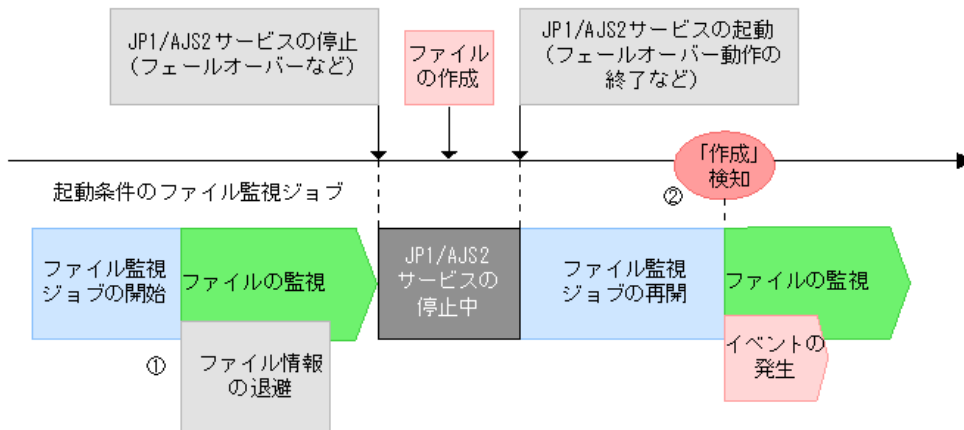 JP1/AJS2サービスの停止
(フェールオーバーなど)
ファイル
の作成
JP1/AJS2サービスの起動
(フェールオーバー動作の
終了など)
「作成」
検知
②
起動条件のファイル監視ジョブ
ファイル監視
ジョブの開始
ファイルの監視
JP1/AJS2
サービスの
停止中
ファイル監視
ジョブの再開
ファイルの監視
①
ファイル情報
の退避
イベントの
発生